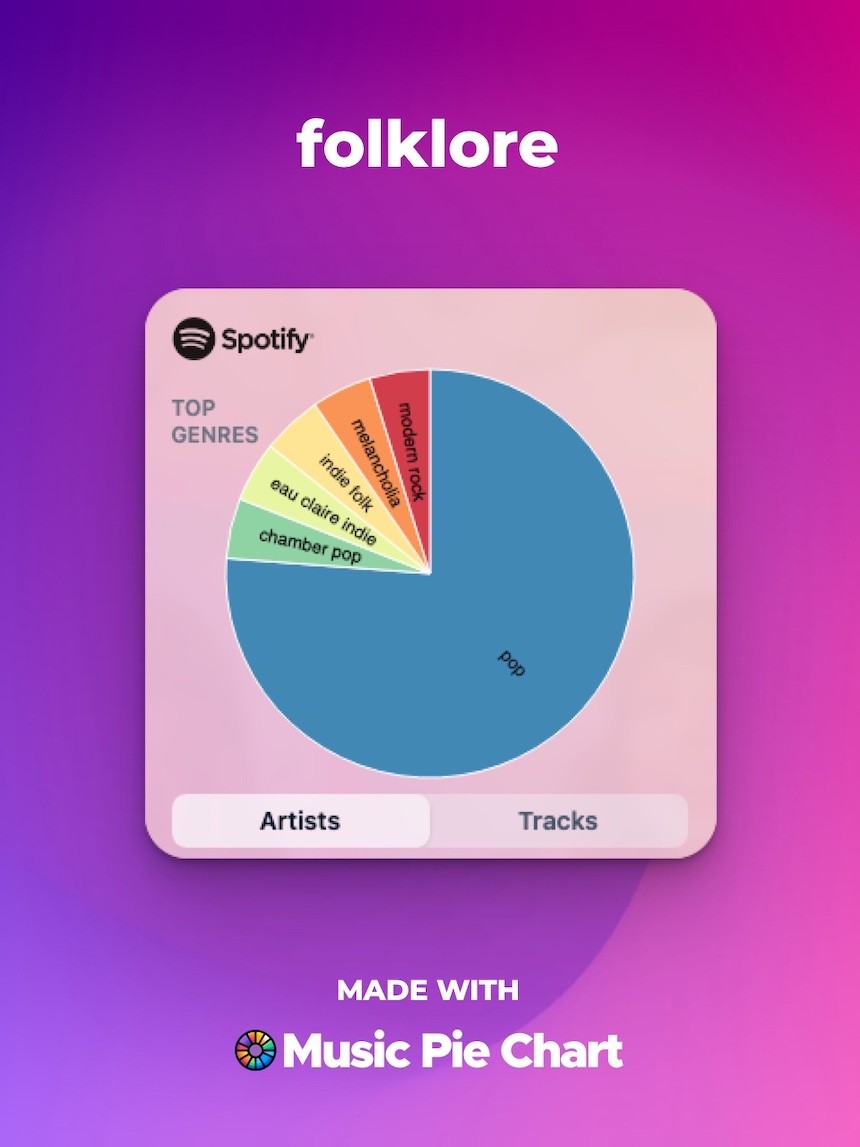 folklore
Spotify
TOP
GENRES
modern rock
melancholia
indie folk
eau claire indie
chamber pop
pop
Artists
Tracks
MADE WITH
Music Pie Chart